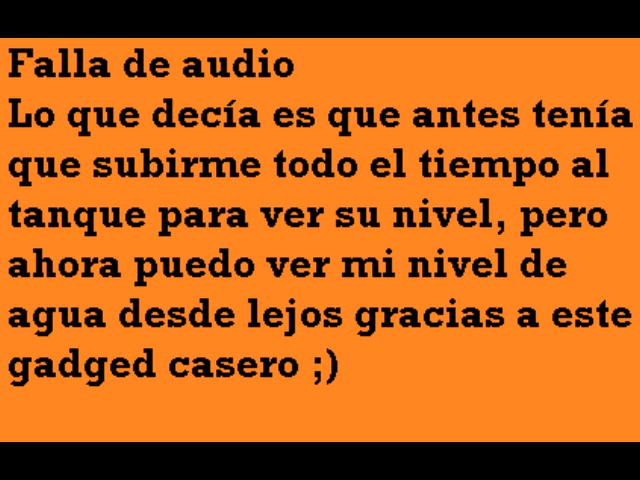 Falla de audio
Lo que decía es que antes tenía
que subirme todo el tiempo al
tanque para ver su nivel, pero
ahora puedo ver mi nivel de
agua desde lejos gracias a este
gadged casero ;)